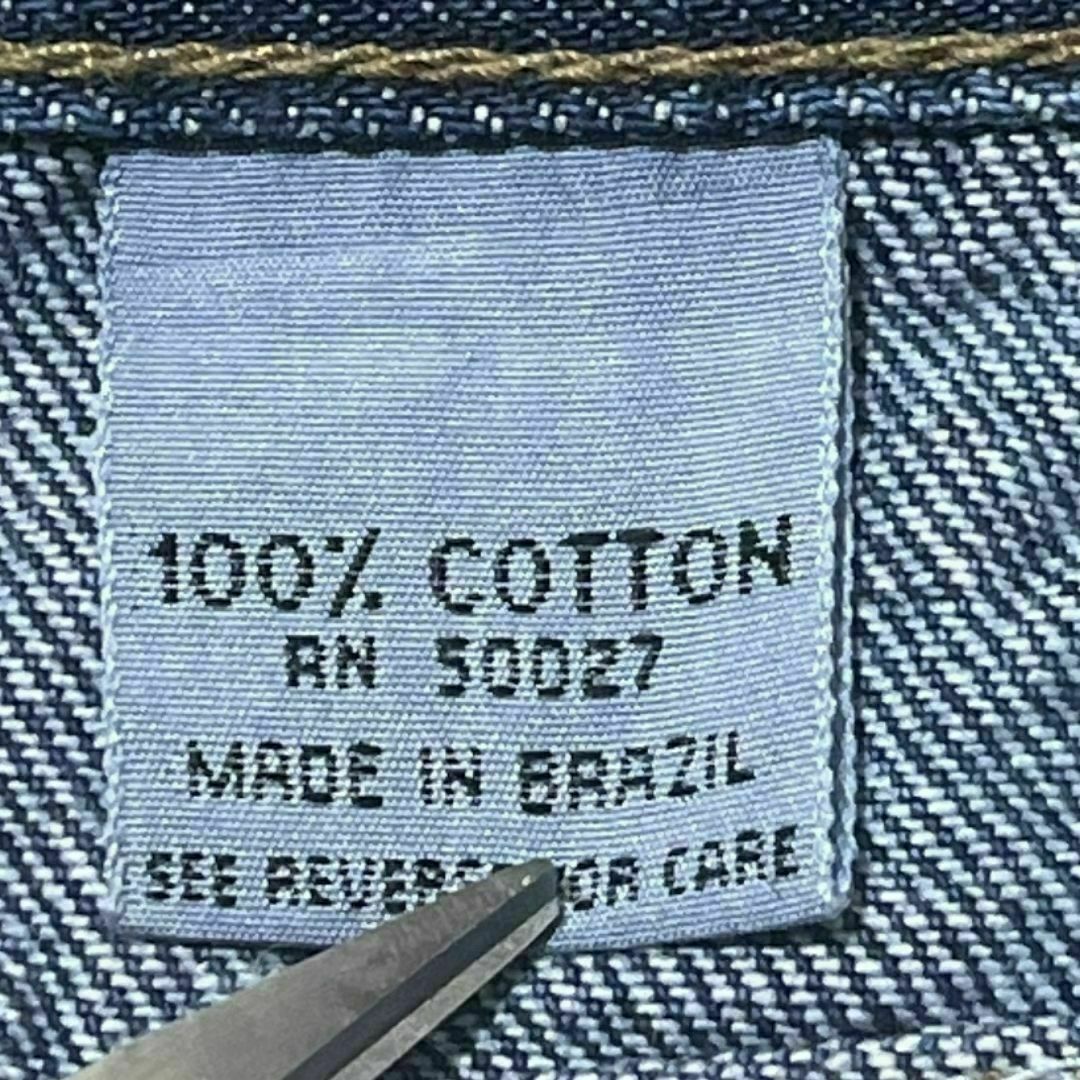 100% COTTON
RN 50027
MADE IN BRAZIL
SEE REVERSE FOR CARE